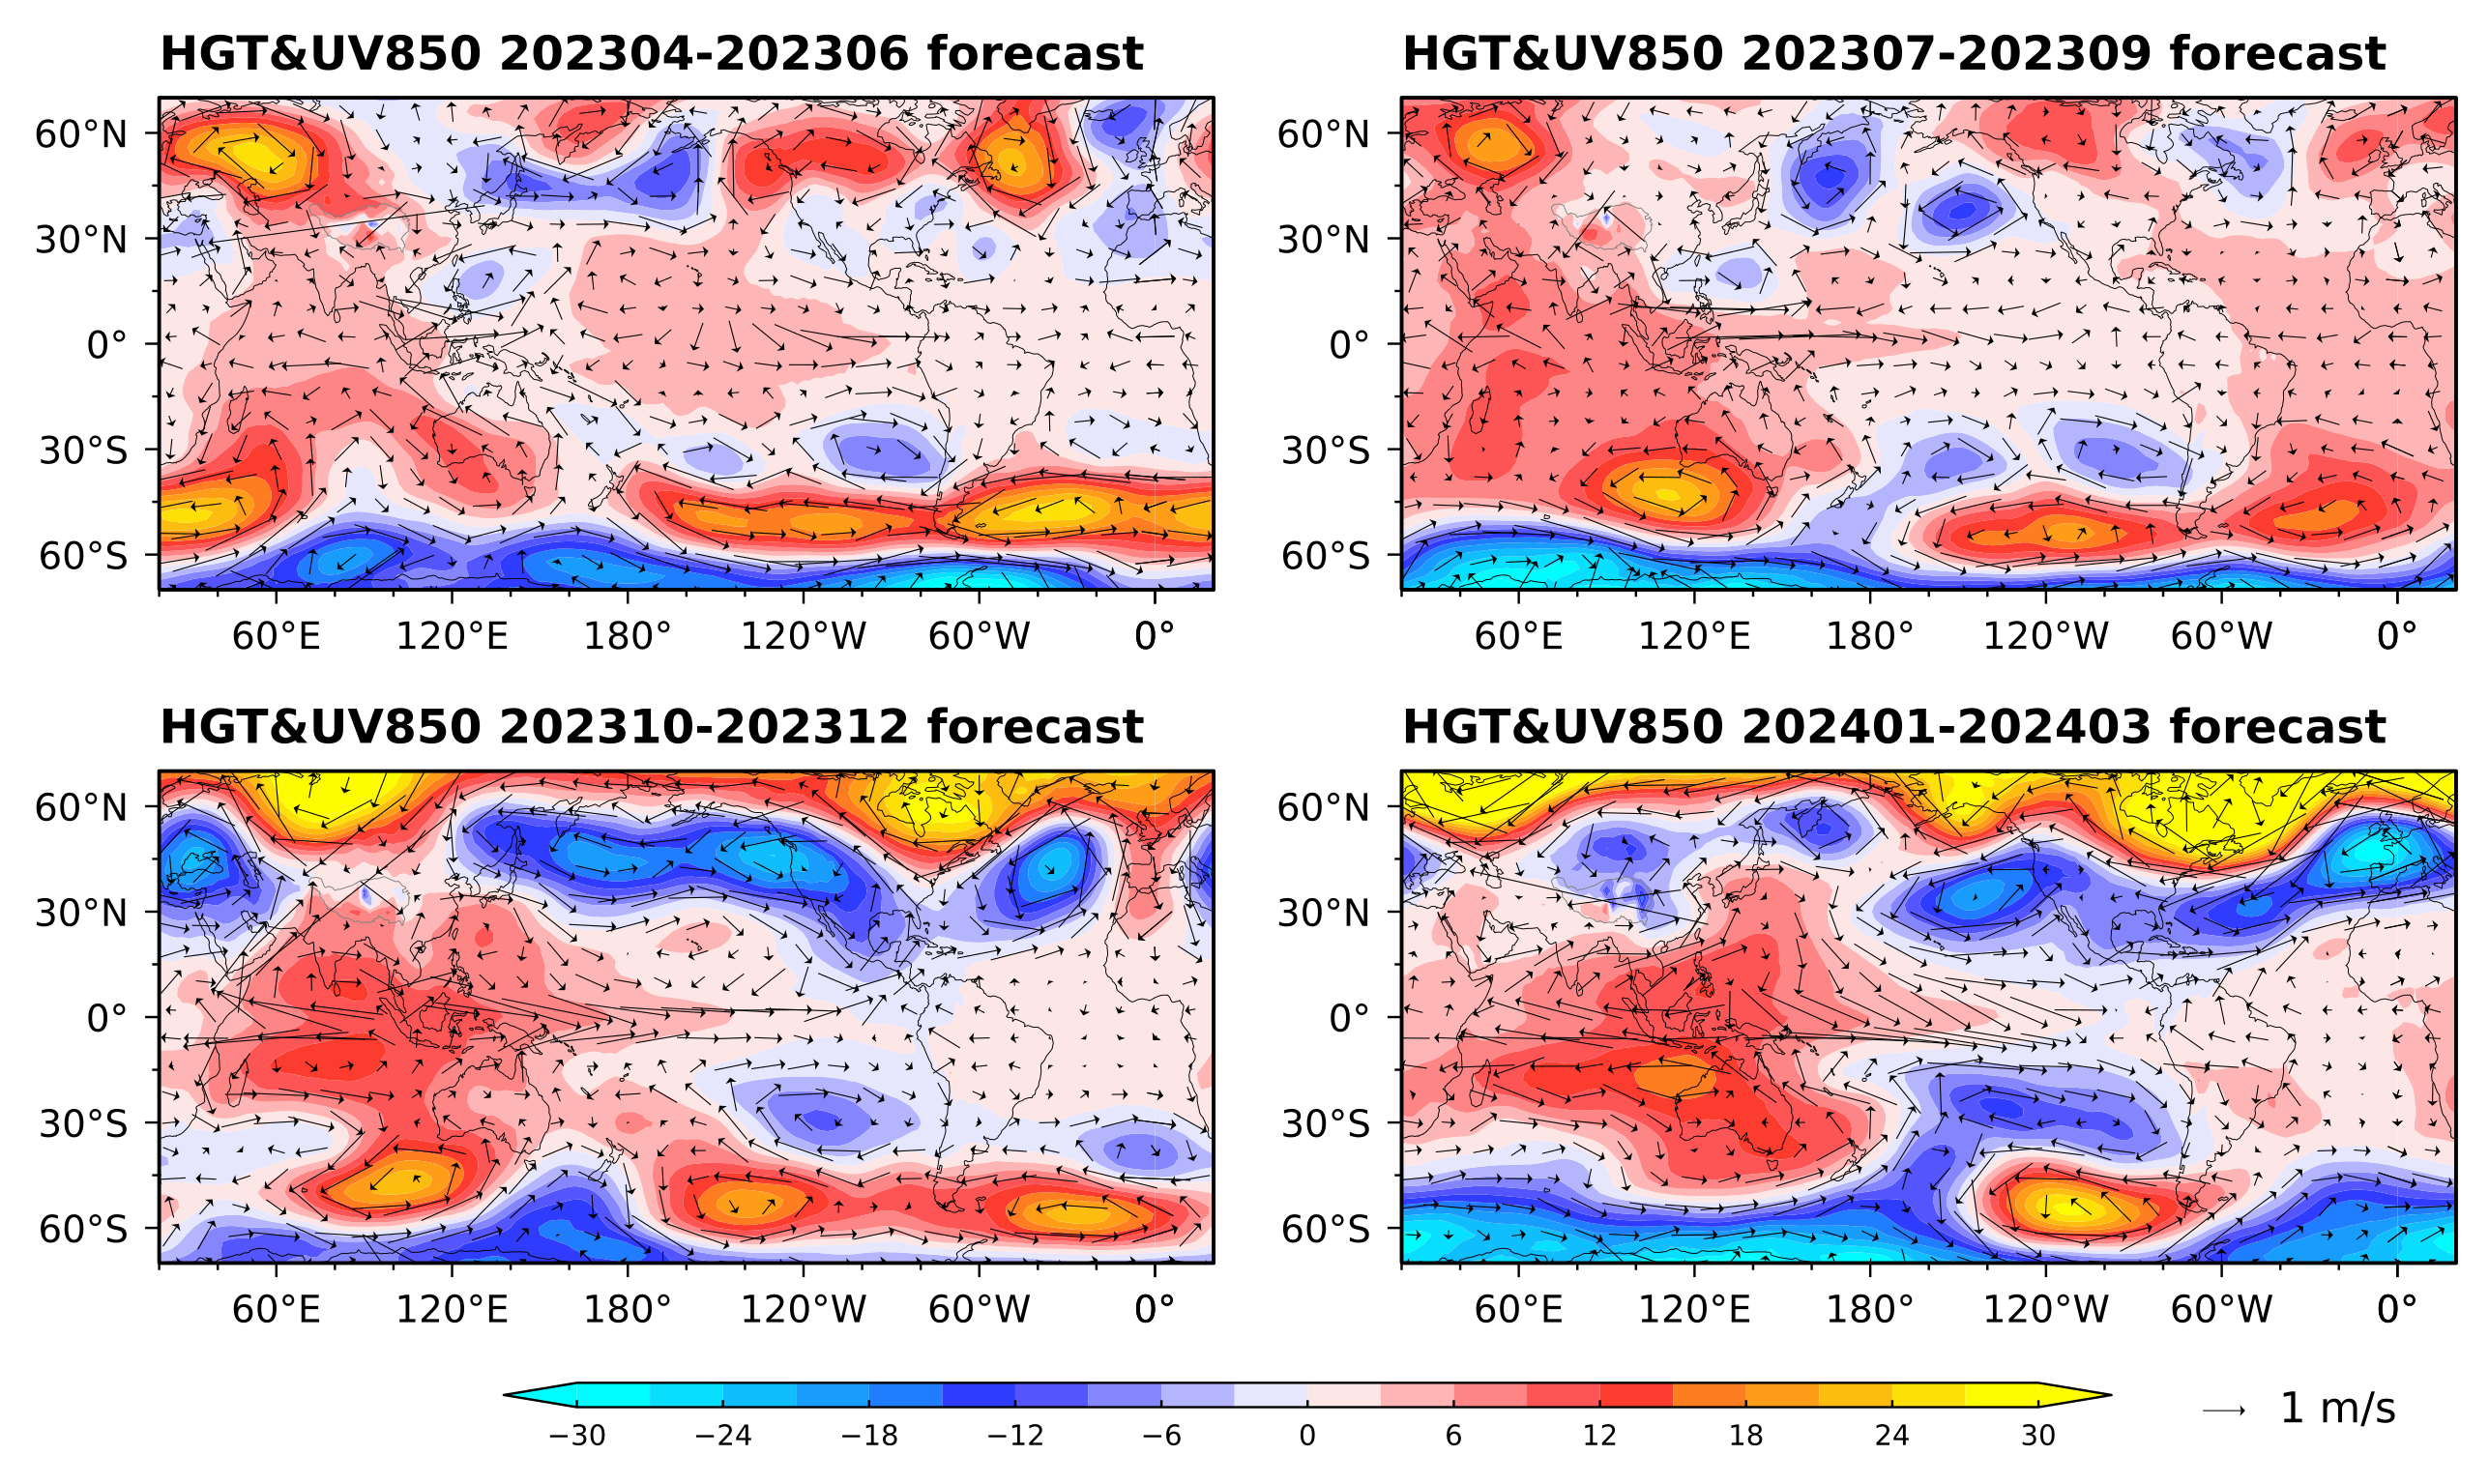 HGT&UV850 202304-202306 forecast
HGT&UV850 202307-202309 forecast
60°N
30°N
0°
30°S
60°S
60°E 120°E 180° 120°W 60°W 0°
60°N
30°N
0°
30°S
60°S
60°E 120°E 180° 120°W 60°W 0°
HGT&UV850 202310-202312 forecast
HGT&UV850 202401-202403 forecast
60°N
30°N
0°
30°S
60°S
60°E 120°E 180° 120°W 60°W 0°
60°N
30°N
0°
30°S
60°S
60°E 120°E 180° 120°W 60°W 0°
−30 −24 −18 −12 −6 0 6 12 18 24 30
1 m/s